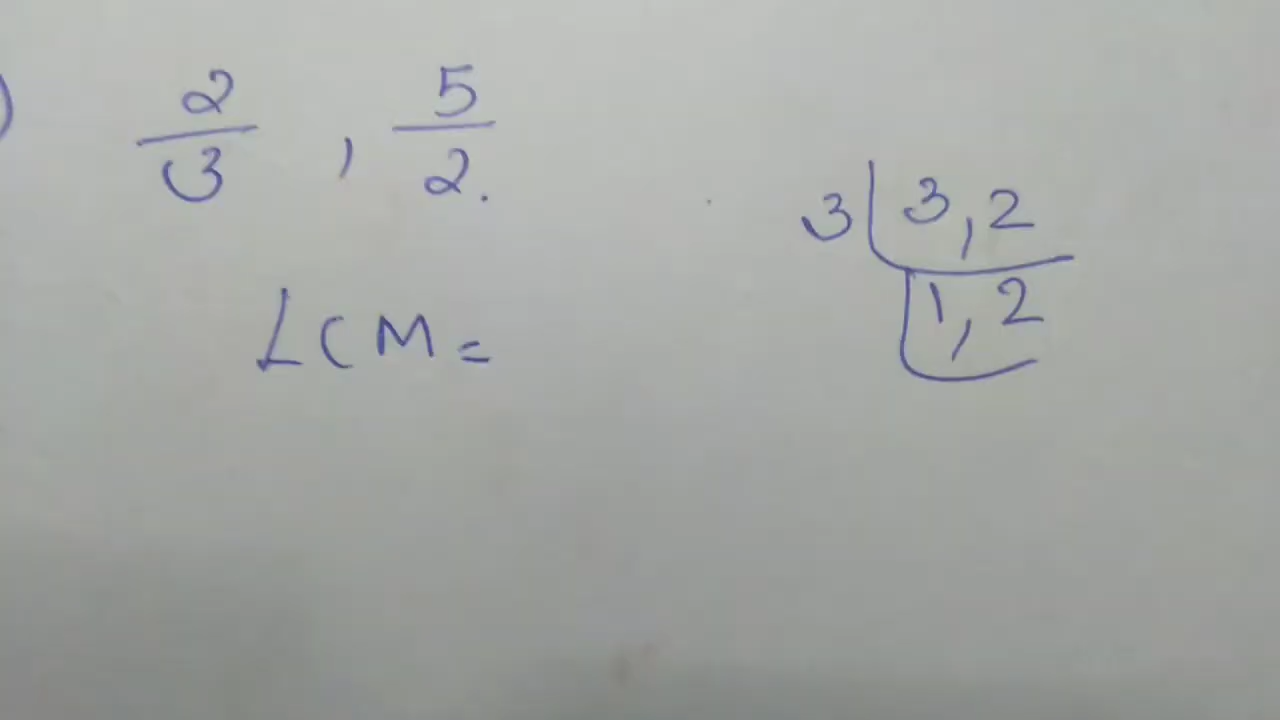 ) 2/3 , 5/2.
3 | 3, 2
1, 2
LCM =